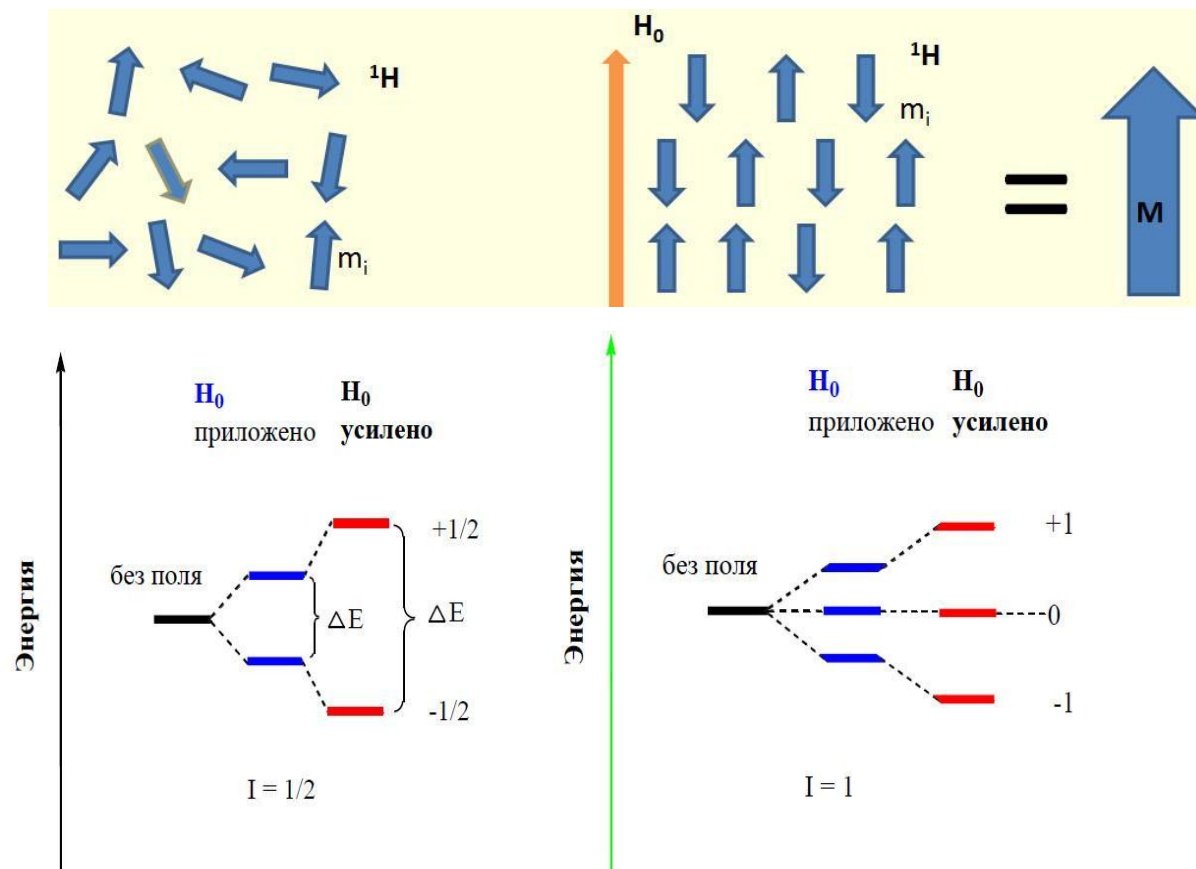 ¹H
mᵢ
H₀
¹H
mᵢ
=
M
Энергия
H₀ H₀
приложено усилено
+1/2
без поля
ΔE ΔE
-1/2
I = 1/2
Энергия
H₀ H₀
приложено усилено
+1
без поля
0
-1
I = 1